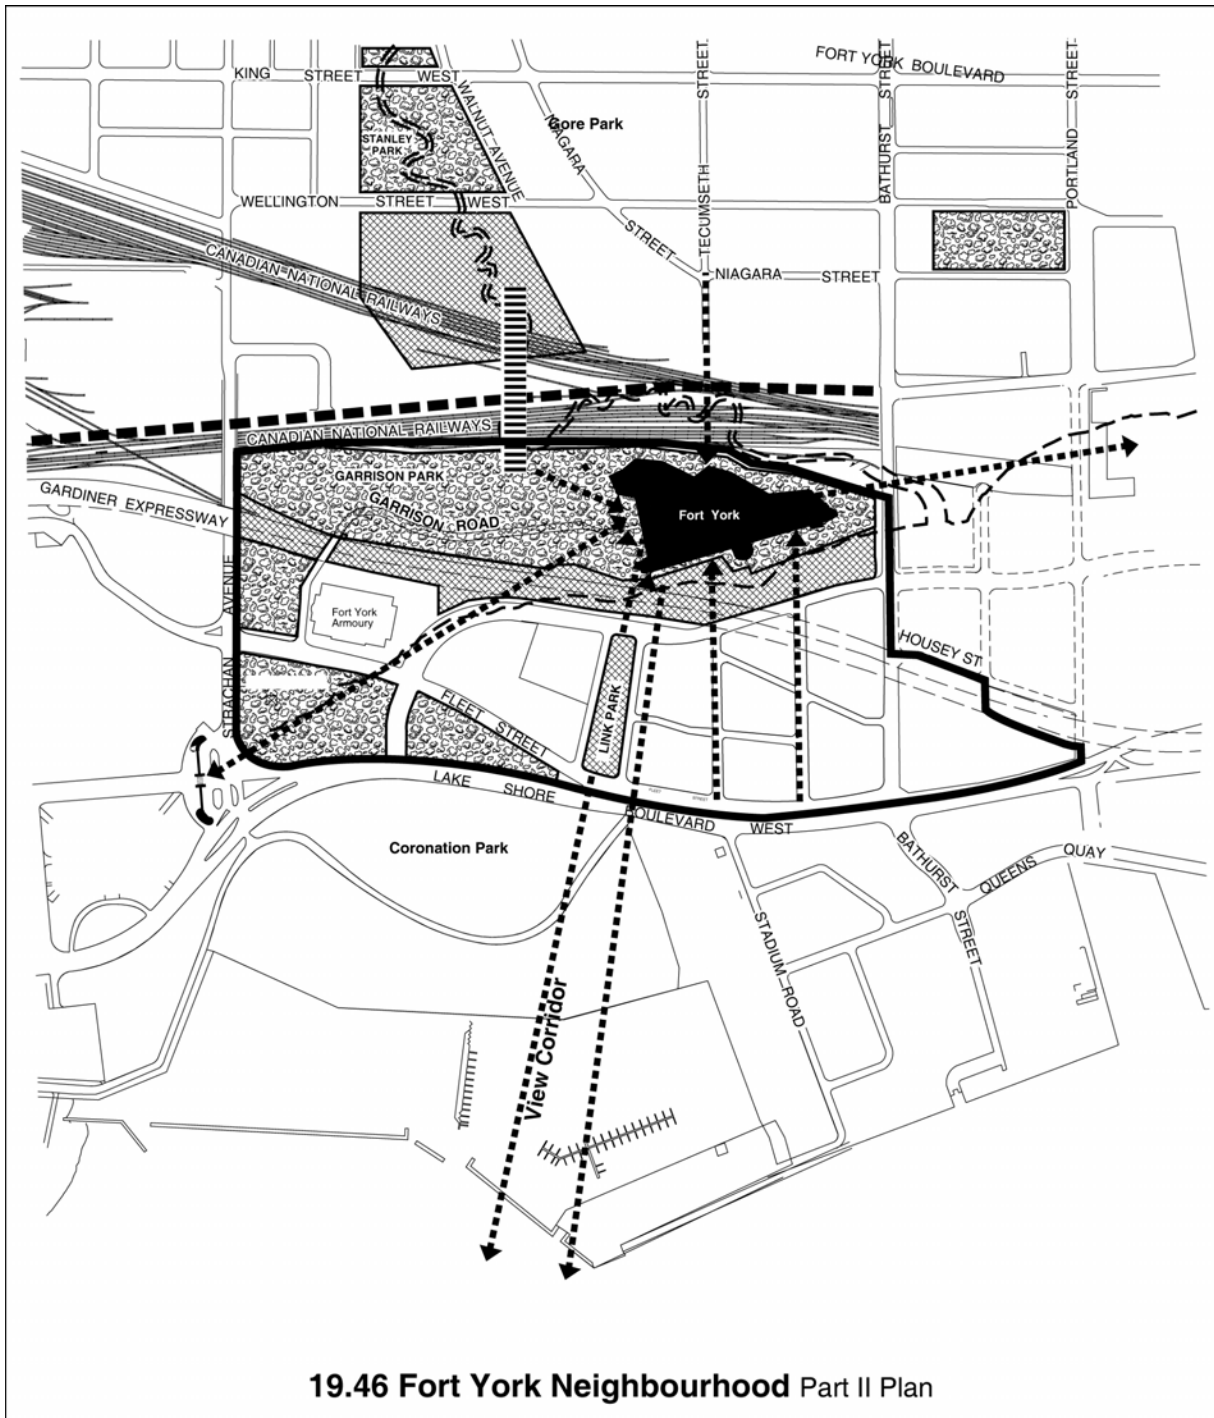 FORT YORK BOULEVARD
KING STREET WEST
WALNUT AVENUE
STREET
STREET
STREET
Gore Park
NIAGARA
STANLEY
PARK
TECUMSETH
BATHURST
PORTLAND
WELLINGTON STREET WEST
STREET
CANADIAN NATIONAL RAILWAYS
NIAGARA STREET
CANADIAN NATIONAL RAILWAYS
GARRISON PARK
GARDINER EXPRESSWAY
GARRISON ROAD
Fort York
AVENUE
Fort York
Armoury
HOUSEY ST
STRACHAN
FLEET STREET
LINK PARK
LAKE SHORE BOULEVARD WEST
FLEET STREET
Coronation Park
BATHURST STREET
QUEENS QUAY
STADIUM ROAD
View Corridor
19.46 Fort York Neighbourhood Part II Plan